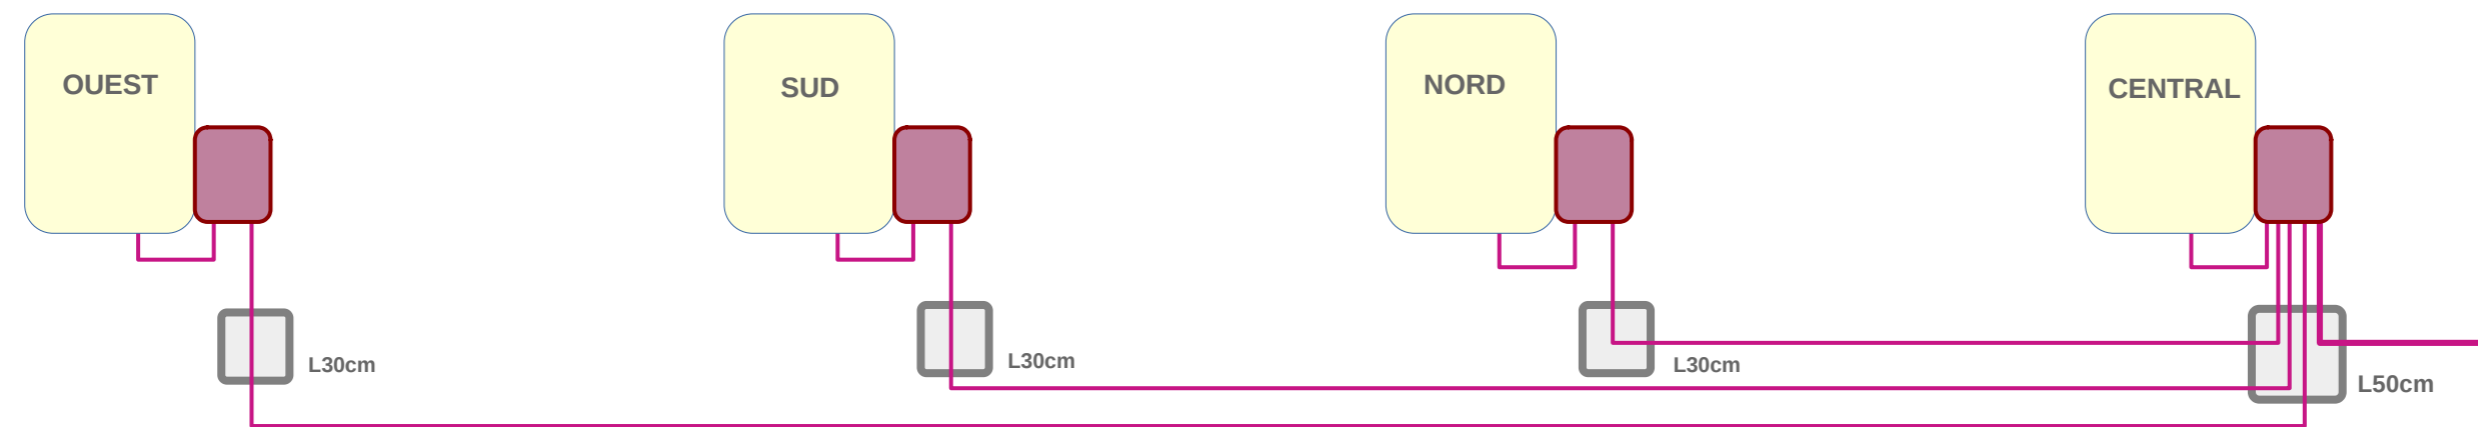 OUEST
SUD
NORD
CENTRAL
L30cm
L30cm
L30cm
L50cm